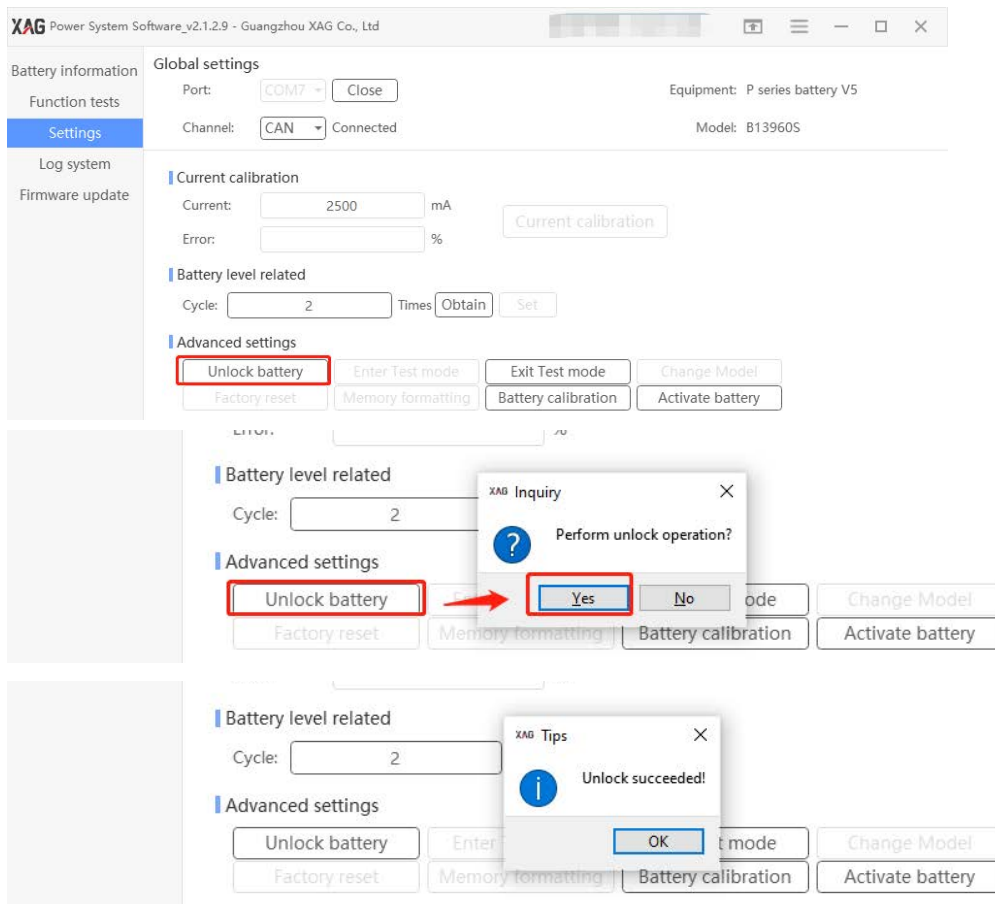 XAG Power System Software_v2.1.2.9 - Guangzhou XAG Co., Ltd
Battery information
Function tests
Settings
Log system
Firmware update
Global settings
Port: COM7 Close Equipment: P series battery V5
Channel: CAN Connected Model: B13960S
Current calibration
Current: 2500 mA Current calibration
Error: %
Battery level related
Cycle: 2 Times Obtain Set
Advanced settings
Unlock battery Enter Test mode Exit Test mode Change Model
Factory reset Memory formatting Battery calibration Activate battery
Error: %
Battery level related
Cycle: 2
XAG Inquiry
Perform unlock operation?
Yes No
Advanced settings
Unlock battery ode Change Model
Factory reset Memory formatting Battery calibration Activate battery
Battery level related
Cycle: 2
XAG Tips
Unlock succeeded!
OK
Advanced settings
Unlock battery Enter t mode Change Model
Factory reset Memory formatting Battery calibration Activate battery